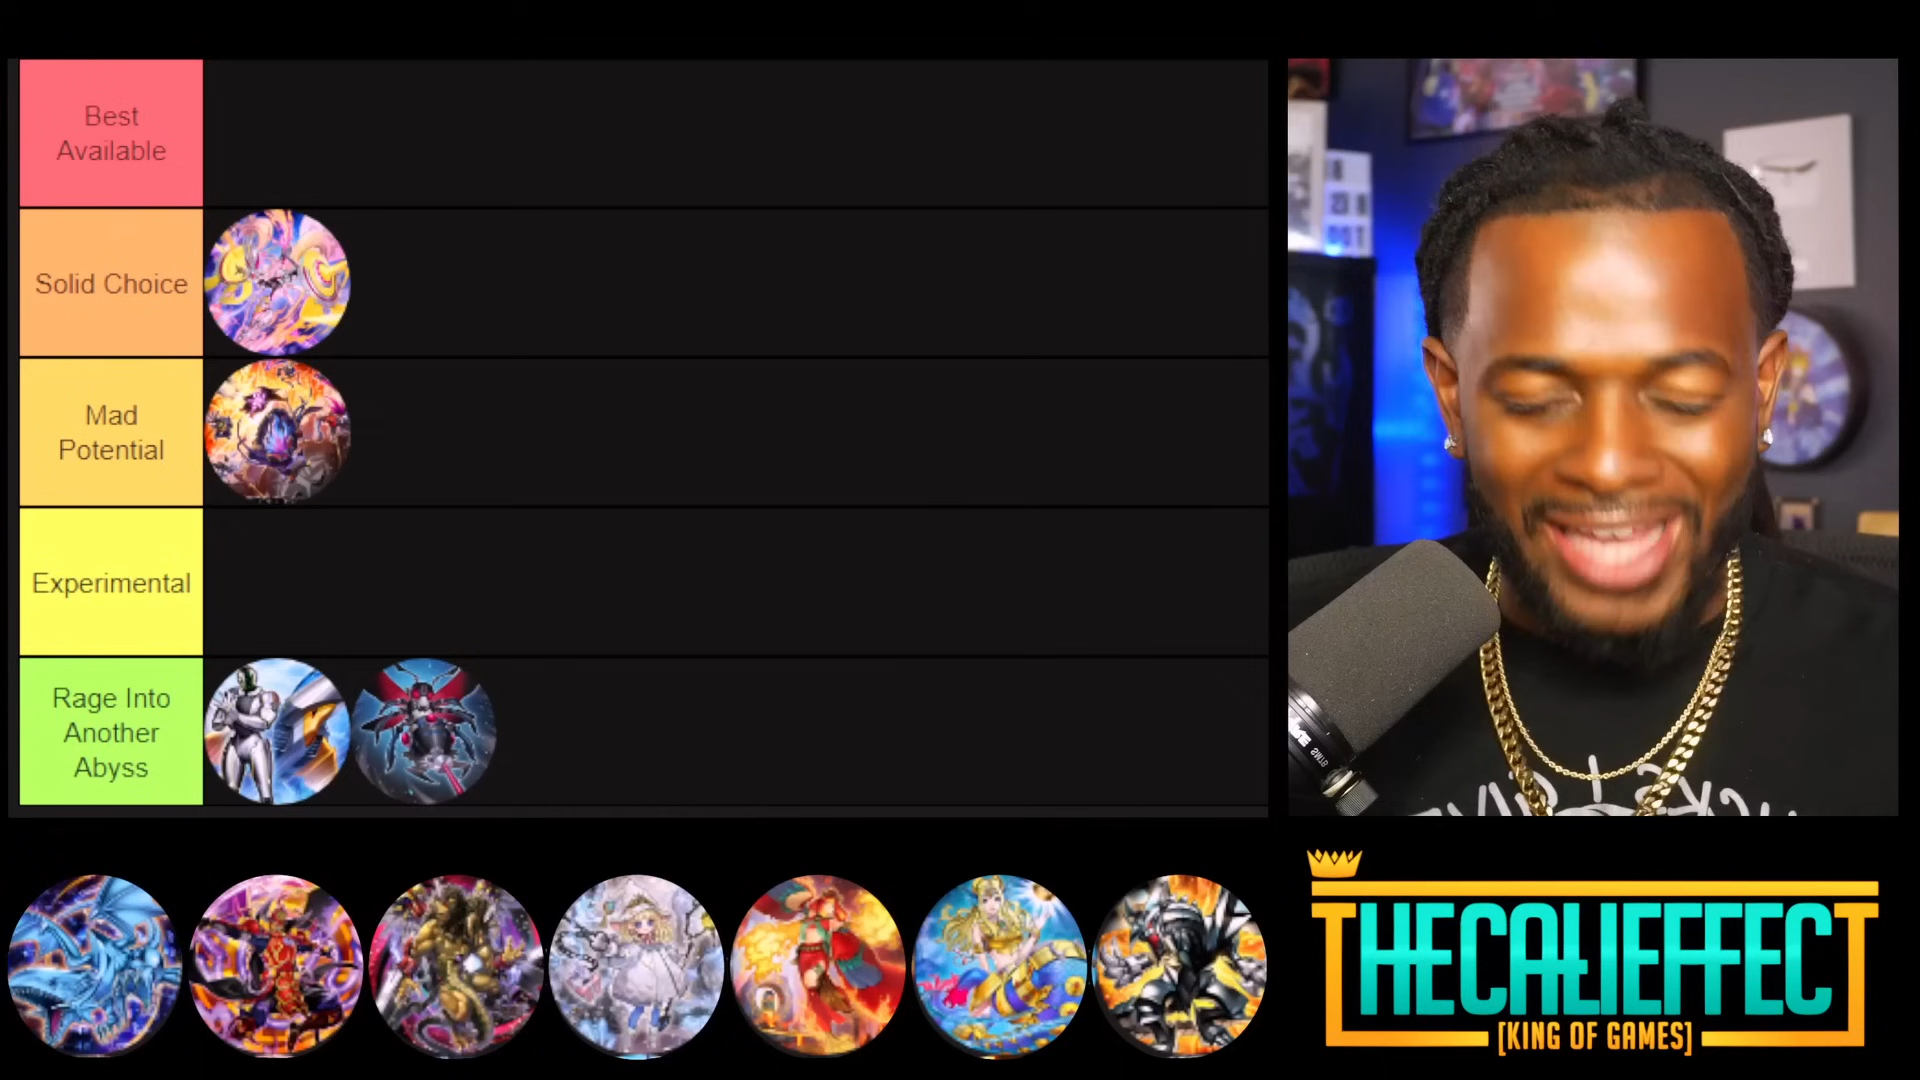 Best
Available
Solid Choice
Mad
Potential
Experimental
Rage Into
Another
Abyss
THECALIEFFECT
[KING OF GAMES]